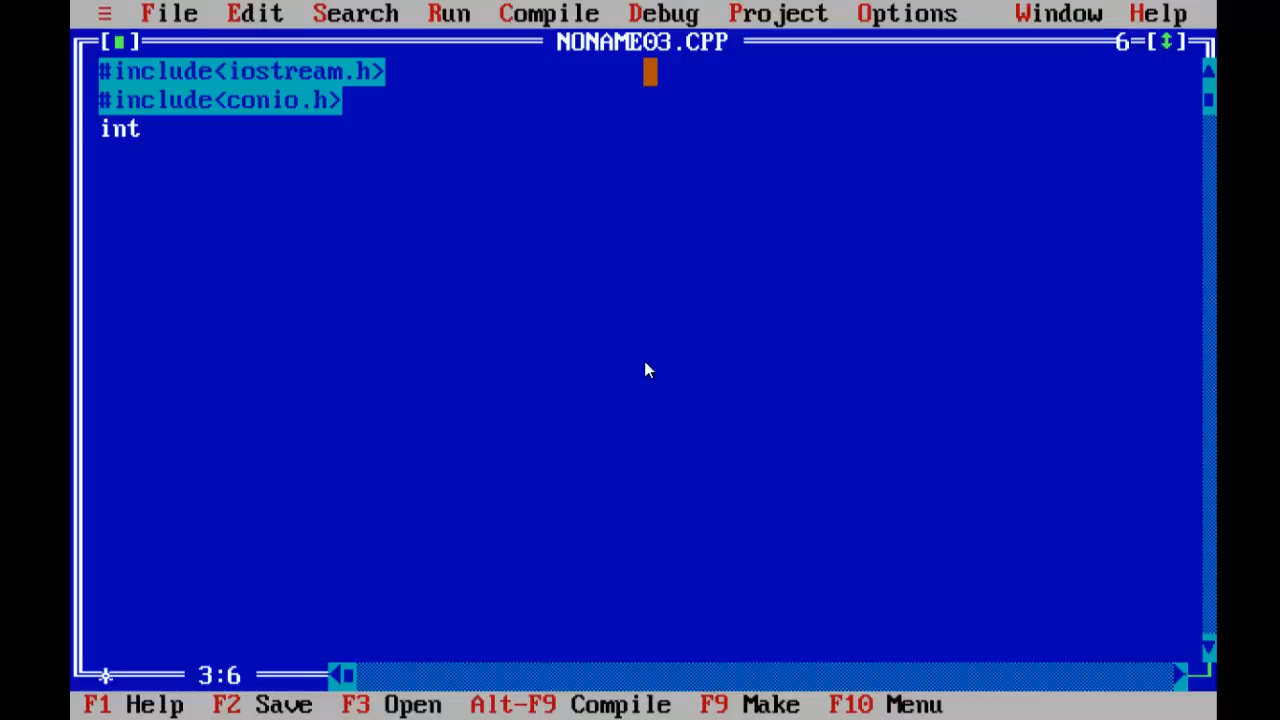 ≡ File Edit Search Run Compile Debug Project Options Window Help
[■] NONAME03.CPP 6=[↕]
#include<iostream.h>
#include<conio.h>
int
3:6
F1 Help F2 Save F3 Open Alt-F9 Compile F9 Make F10 Menu